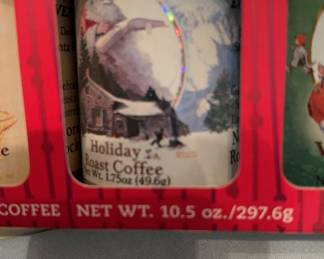 Holiday
Roast Coffee
Net Wt. 1.75oz (49.6g)
COFFEE NET WT. 10.5 oz./297.6g